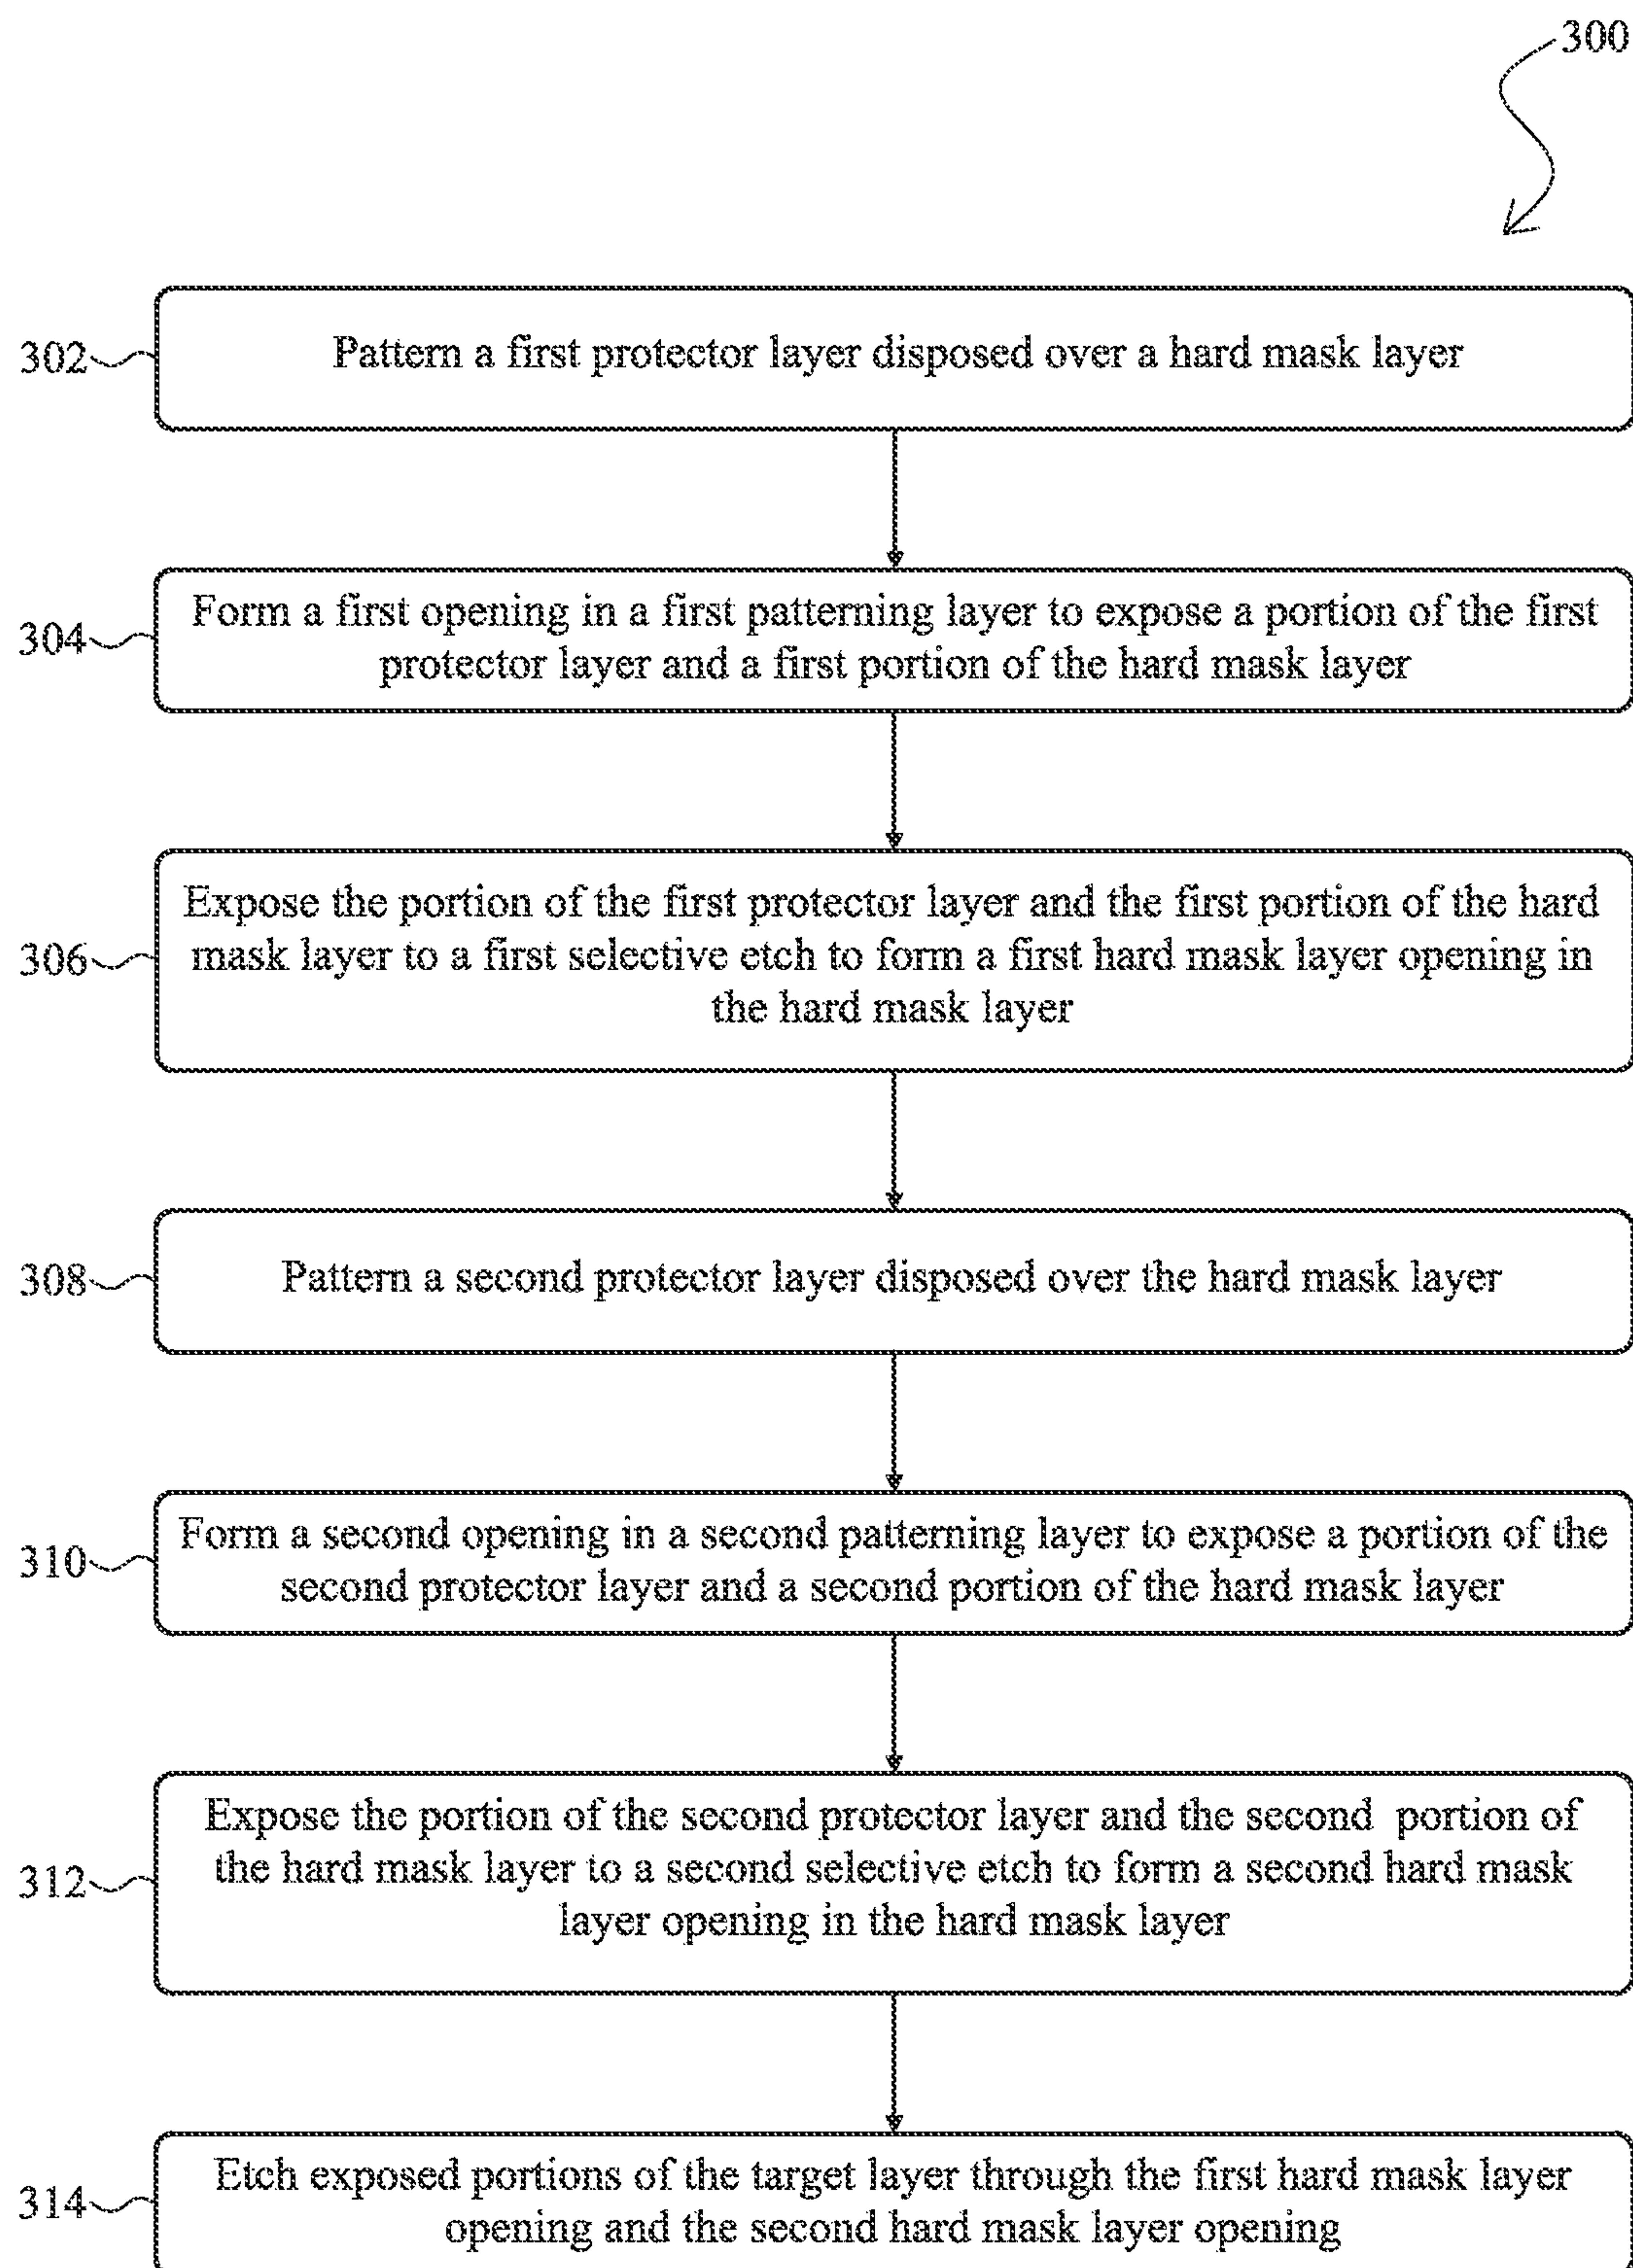 300
302
Pattern a first protector layer disposed over a hard mask layer
304
Form a first opening in a first patterning layer to expose a portion of the first
protector layer and a first portion of the hard mask layer
306
Expose the portion of the first protector layer and the first portion of the hard
mask layer to a first selective etch to form a first hard mask layer opening in
the hard mask layer
308
Pattern a second protector layer disposed over the hard mask layer
310
Form a second opening in a second patterning layer to expose a portion of the
second protector layer and a second portion of the hard mask layer
312
Expose the portion of the second protector layer and the second portion of
the hard mask layer to a second selective etch to form a second hard mask
layer opening in the hard mask layer
314
Etch exposed portions of the target layer through the first hard mask layer
opening and the second hard mask layer opening